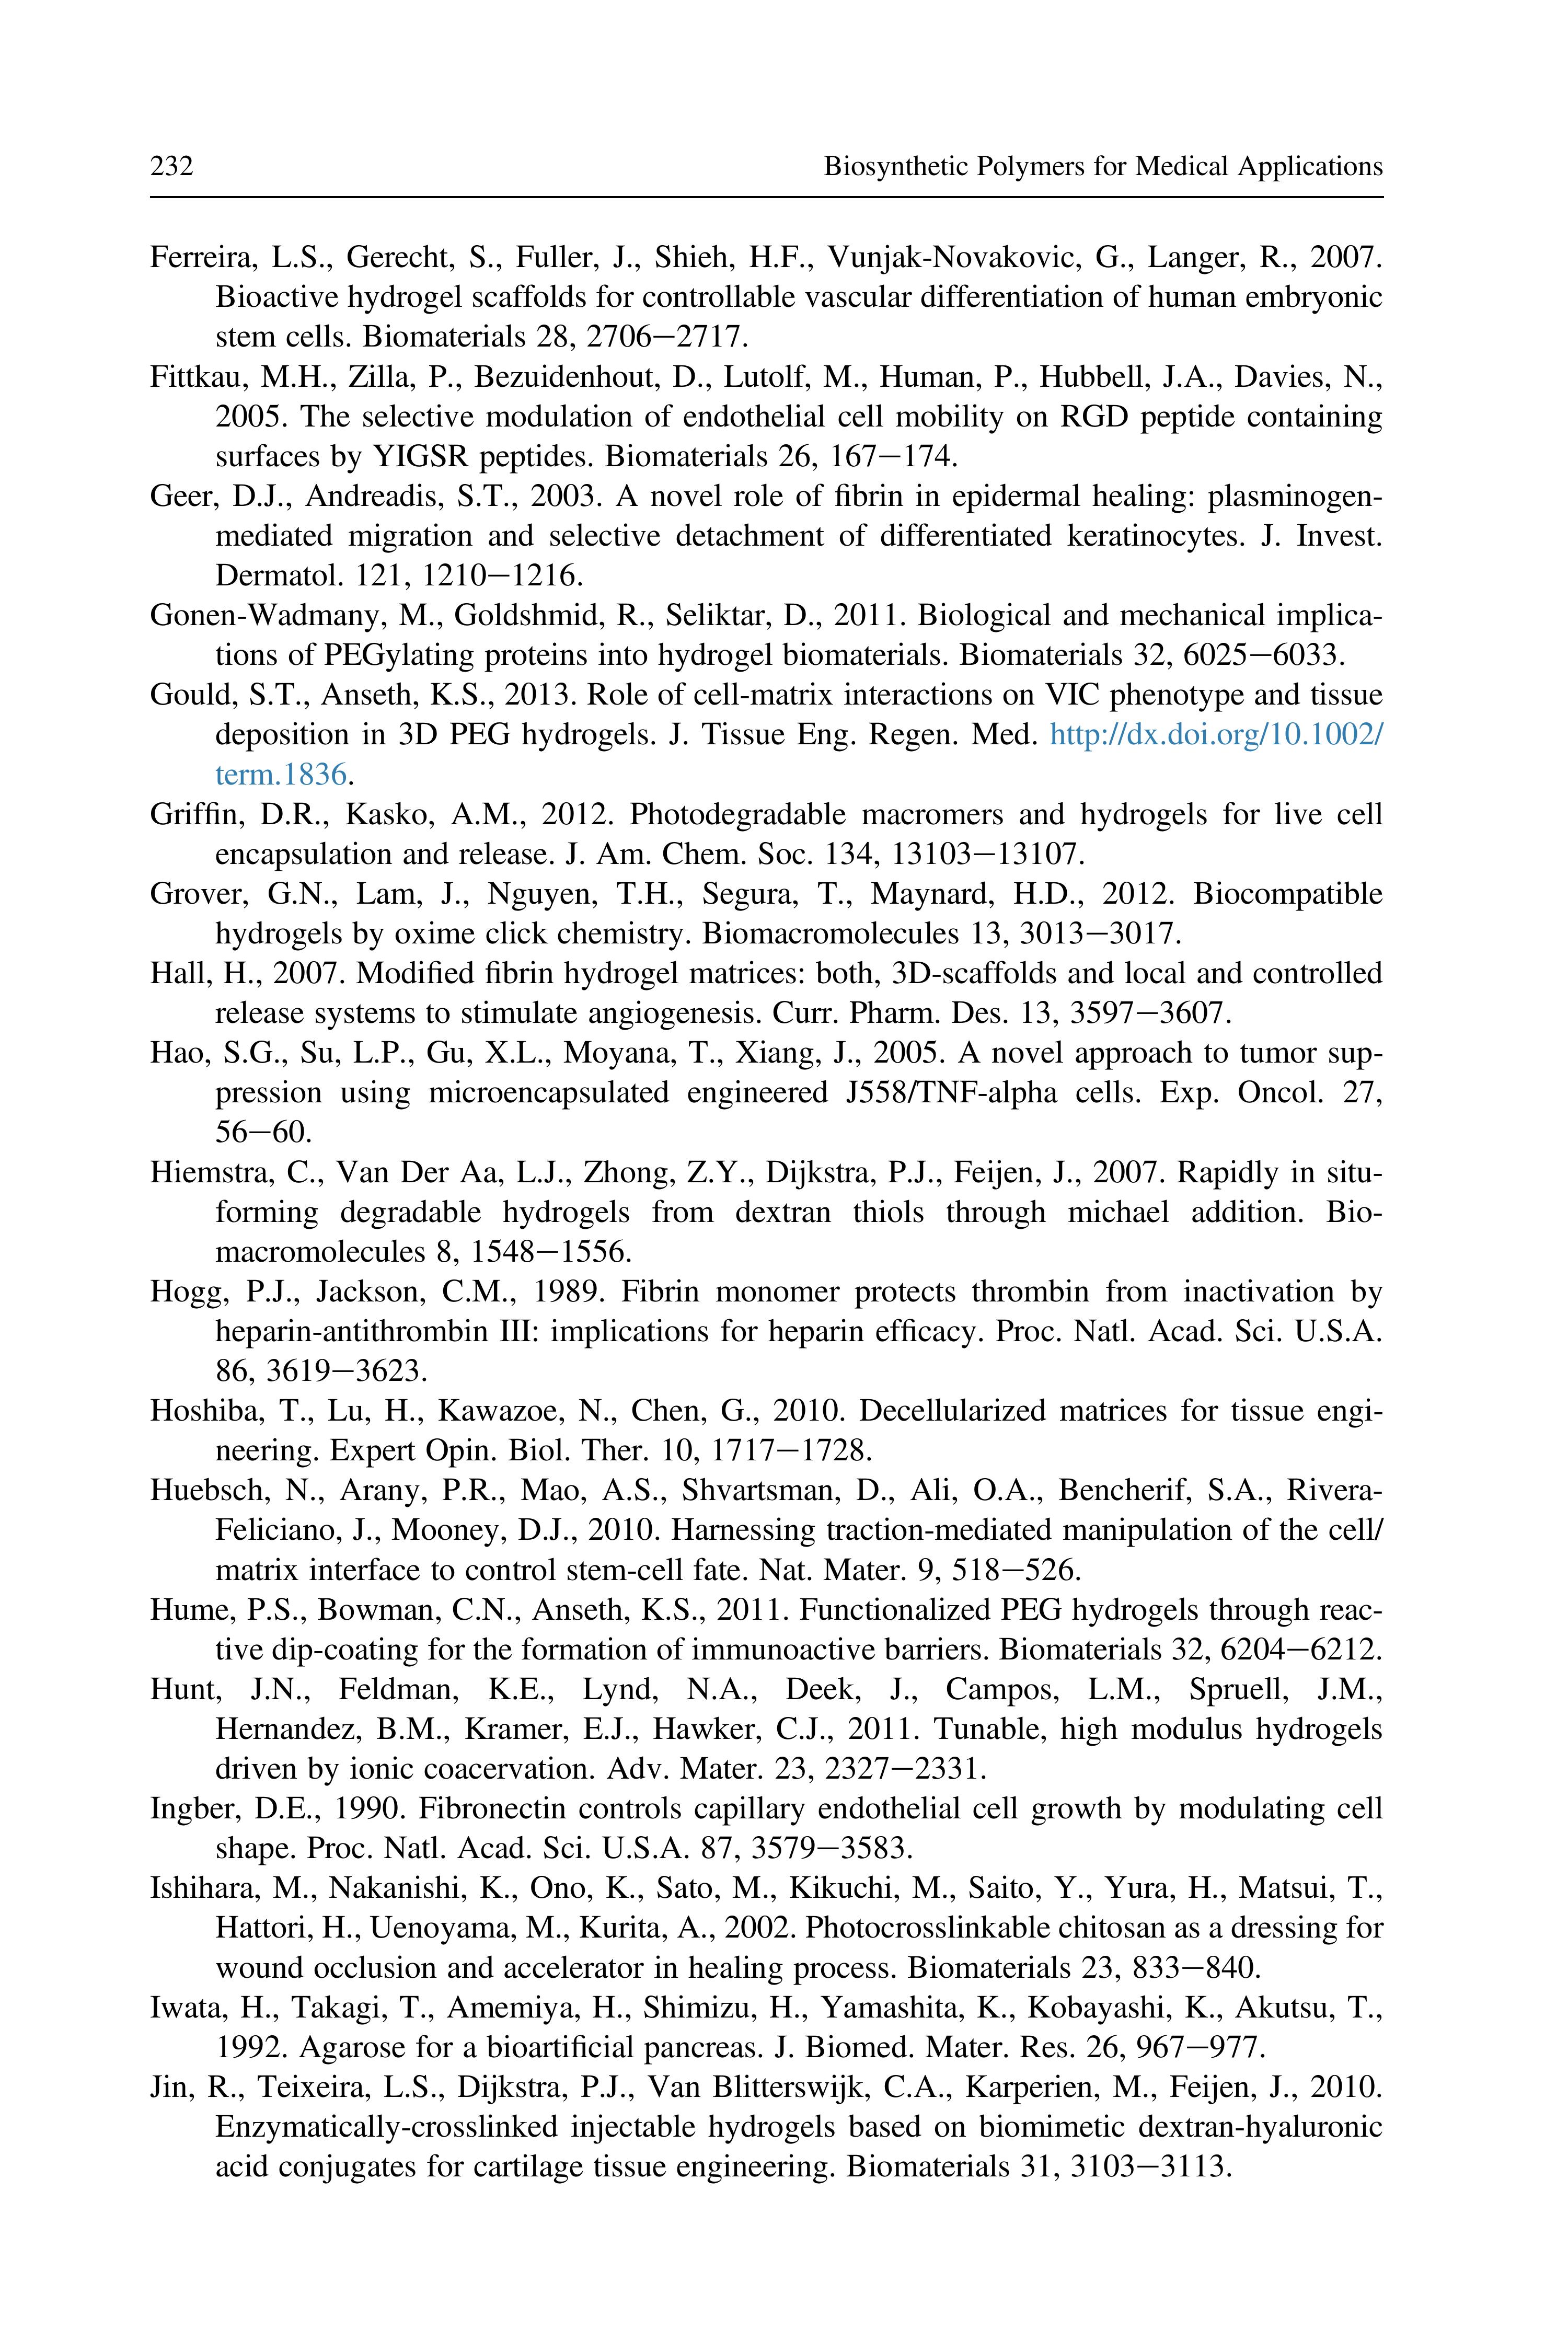 232
Biosynthetic Polymers for Medical Applications
Ferreira, L.S., Gerecht, S., Fuller, J., Shieh, H.F., Vunjak-Novakovic, G., Langer, R., 2007.
Bioactive hydrogel scaffolds for controllable vascular differentiation of human embryonic
stem cells. Biomaterials 28, 2706—2717.
Fittkau, M.H., Zilla, P., Bezuidenhout, D., Lutolf, M., Human, P., Hubbell, J.A., Davies, N.,
2005. The selective modulation of endothelial cell mobility on RGD peptide containing
surfaces by YIGSR peptides. Biomaterials 26, 167—174.
Geer, D.J., Andreadis, S.T., 2003. A novel role of fibrin in epidermal healing: plasminogen-
mediated migration and selective detachment of differentiated keratinocytes. J. Invest.
Dermatol. 121, 1210—1216.
Gonen-Wadmany, M., Goldshmid, R., Seliktar, D., 2011. Biological and mechanical implica-
tions of PEGylating proteins into hydrogel biomaterials. Biomaterials 32, 6025—6033.
Gould, S.T., Anseth, K.S., 2013. Role of cell-matrix interactions on VIC phenotype and tissue
deposition in 3D PEG hydrogels. J. Tissue Eng. Regen. Med. http://dx.doi.org/10.1002/
term.1836.
Griffin, D.R., Kasko, A.M., 2012. Photodegradable macromers and hydrogels for live cell
encapsulation and release. J. Am. Chem. Soc. 134, 13103—13107.
Grover, G.N., Lam, J., Nguyen, T.H., Segura, T., Maynard, H.D., 2012. Biocompatible
hydrogels by oxime click chemistry. Biomacromolecules 13, 3013—3017.
Hall, H., 2007. Modified fibrin hydrogel matrices: both, 3D-scaffolds and local and controlled
release systems to stimulate angiogenesis. Curr. Pharm. Des. 13, 3597—3607.
Hao, S.G., Su, L.P., Gu, X.L., Moyana, T., Xiang, J., 2005. A novel approach to tumor sup-
pression using microencapsulated engineered J558/TNF-alpha cells. Exp. Oncol. 27,
56—60.
Hiemstra, C., Van Der Aa, L.J., Zhong, Z.Y., Dijkstra, P.J., Feijen, J., 2007. Rapidly in situ-
forming degradable hydrogels from dextran thiols through michael addition. Bio-
macromolecules 8, 1548—1556.
Hogg, P.J., Jackson, C.M., 1989. Fibrin monomer protects thrombin from inactivation by
heparin-antithrombin III: implications for heparin efficacy. Proc. Natl. Acad. Sci. U.S.A.
86, 3619—3623.
Hoshiba, T., Lu, H., Kawazoe, N., Chen, G., 2010. Decellularized matrices for tissue engi-
neering. Expert Opin. Biol. Ther. 10, 1717—1728.
Huebsch, N., Arany, P.R., Mao, A.S., Shvartsman, D., Ali, O.A., Bencherif, S.A., Rivera-
Feliciano, J., Mooney, D.J., 2010. Harnessing traction-mediated manipulation of the cell/
matrix interface to control stem-cell fate. Nat. Mater. 9, 518—526.
Hume, P.S., Bowman, C.N., Anseth, K.S., 2011. Functionalized PEG hydrogels through reac-
tive dip-coating for the formation of immunoactive barriers. Biomaterials 32, 6204—6212.
Hunt, J.N., Feldman, K.E., Lynd, N.A., Deek, J., Campos, L.M., Spruell, J.M.,
Hernandez, B.M., Kramer, E.J., Hawker, C.J., 2011. Tunable, high modulus hydrogels
driven by ionic coacervation. Adv. Mater. 23, 2327—2331.
Ingber, D.E., 1990. Fibronectin controls capillary endothelial cell growth by modulating cell
shape. Proc. Natl. Acad. Sci. U.S.A. 87, 3579—3583.
Ishihara, M., Nakanishi, K., Ono, K., Sato, M., Kikuchi, M., Saito, Y., Yura, H., Matsui, T.,
Hattori, H., Uenoyama, M., Kurita, A., 2002. Photocrosslinkable chitosan as a dressing for
wound occlusion and accelerator in healing process. Biomaterials 23, 833—840.
Iwata, H., Takagi, T., Amemiya, H., Shimizu, H., Yamashita, K., Kobayashi, K., Akutsu, T.,
1992. Agarose for a bioartificial pancreas. J. Biomed. Mater. Res. 26, 967—977.
Jin, R., Teixeira, L.S., Dijkstra, P.J., Van Blitterswijk, C.A., Karperien, M., Feijen, J., 2010.
Enzymatically-crosslinked injectable hydrogels based on biomimetic dextran-hyaluronic
acid conjugates for cartilage tissue engineering. Biomaterials 31, 3103—3113.